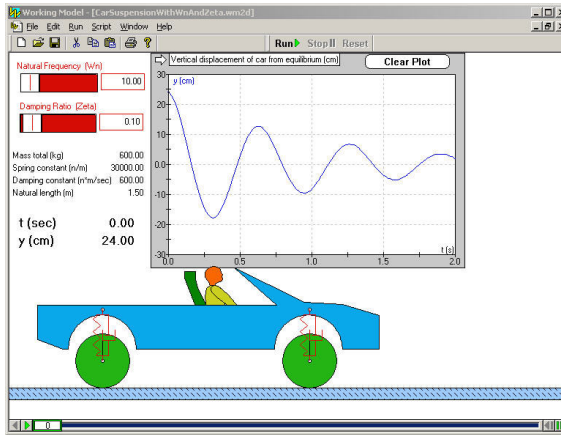 Working Model - [CarSuspensionWithWnAndZeta.wm2d]
File Edit Run Script Window Help
Run Stop II Reset
Natural Frequency (Wn)
10.00
Damping Ratio (Zeta)
0.10
Mass total (kg) 600.00
Spring constant (n/m) 30000.00
Damping constant (n*m/sec) 600.00
Natural length (m) 1.50
t (sec) 0.00
y (cm) 24.00
Vertical displacement of car from equilibrium (cm)
Clear Plot
y (cm)
30
20
10
0.0
-10
-20
-30
0.0 0.5 1.0 1.5 2.0
t (s)
0